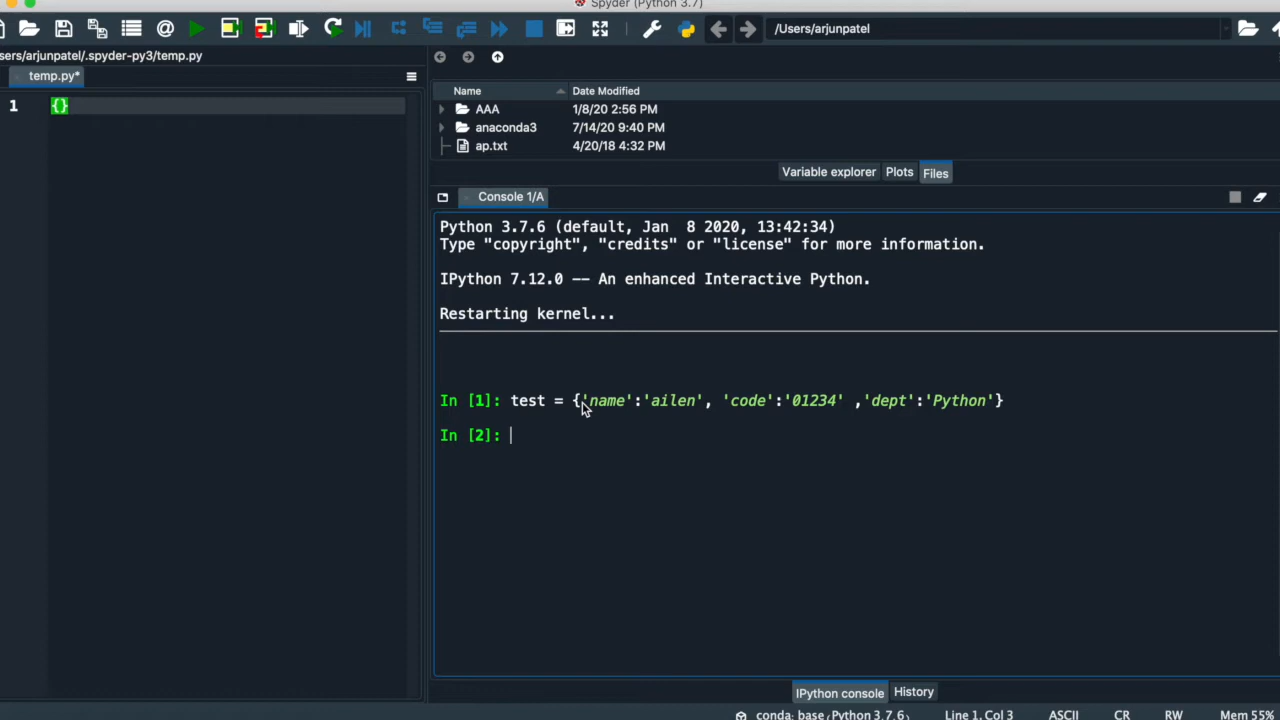 Spyder (Python 3.7)
/Users/arjunpatel
sers/arjunpatel/.spyder-py3/temp.py
temp.py*
1 {}
Name Date Modified
AAA 1/8/20 2:56 PM
anaconda3 7/14/20 9:40 PM
ap.txt 4/20/18 4:32 PM
Variable explorer Plots Files
Console 1/A
Python 3.7.6 (default, Jan  8 2020, 13:42:34)
Type "copyright", "credits" or "license" for more information.
IPython 7.12.0 -- An enhanced Interactive Python.
Restarting kernel...
In [1]: test = {'name':'ailen', 'code':'01234' ,'dept':'Python'}
In [2]:
IPython console History
conda: base (Python 3.7.6) Line 1, Col 3 ASCII CR RW Mem 55%